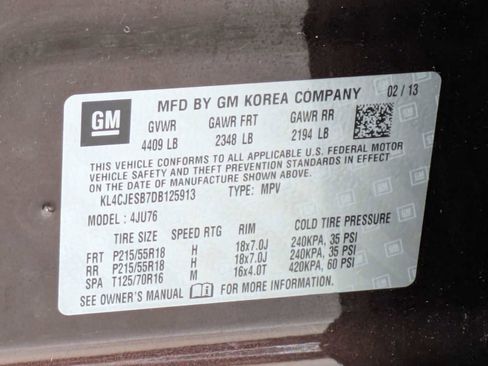 GM
MFD BY GM KOREA COMPANY 02 / 13
GVWR GAWR FRT GAWR RR
4409 LB 2348 LB 2194 LB
THIS VEHICLE CONFORMS TO ALL APPLICABLE U.S. FEDERAL MOTOR
VEHICLE SAFETY AND THEFT PREVENTION STANDARDS IN EFFECT
ON THE DATE OF MANUFACTURE SHOWN ABOVE.
KL4CJESB7DB125913 TYPE: MPV
MODEL : 4JU76
TIRE SIZE SPEED RTG RIM COLD TIRE PRESSURE
FRT P215/55R18 H 18x7.0J 240KPA, 35 PSI
RR P215/55R18 H 18x7.0J 240KPA, 35 PSI
SPA T125/70R16 M 16x4.0T 420KPA, 60 PSI
SEE OWNER'S MANUAL FOR MORE INFORMATION